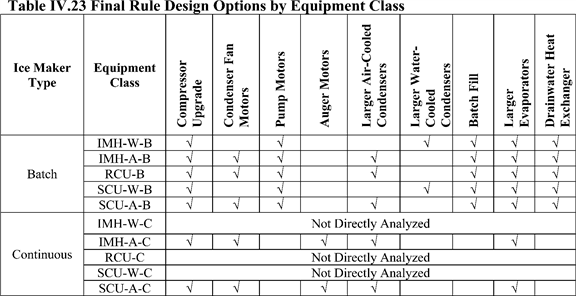 Table IV.23 Final Rule Design Options by Equipment Class
Ice Maker Type | Equipment Class | Compressor Upgrade | Condenser Fan Motors | Pump Motors | Auger Motors | Larger Air-Cooled Condensers | Larger Water-Cooled Condensers | Batch Fill | Larger Evaporators | Drainwater Heat Exchanger
Batch | IMH-W-B | √ | | √ | | | √ | √ | √ | √
IMH-A-B | √ | √ | √ | | √ | | √ | √ | √
RCU-B | √ | √ | √ | | √ | | √ | √ | √
SCU-W-B | √ | | √ | | | √ | √ | √ | √
SCU-A-B | √ | √ | √ | | √ | | √ | √ | √
Continuous | IMH-W-C | Not Directly Analyzed
IMH-A-C | √ | √ | | √ | √ | | | √ |
RCU-C | Not Directly Analyzed
SCU-W-C | Not Directly Analyzed
SCU-A-C | √ | √ | | √ | √ | | | √ |